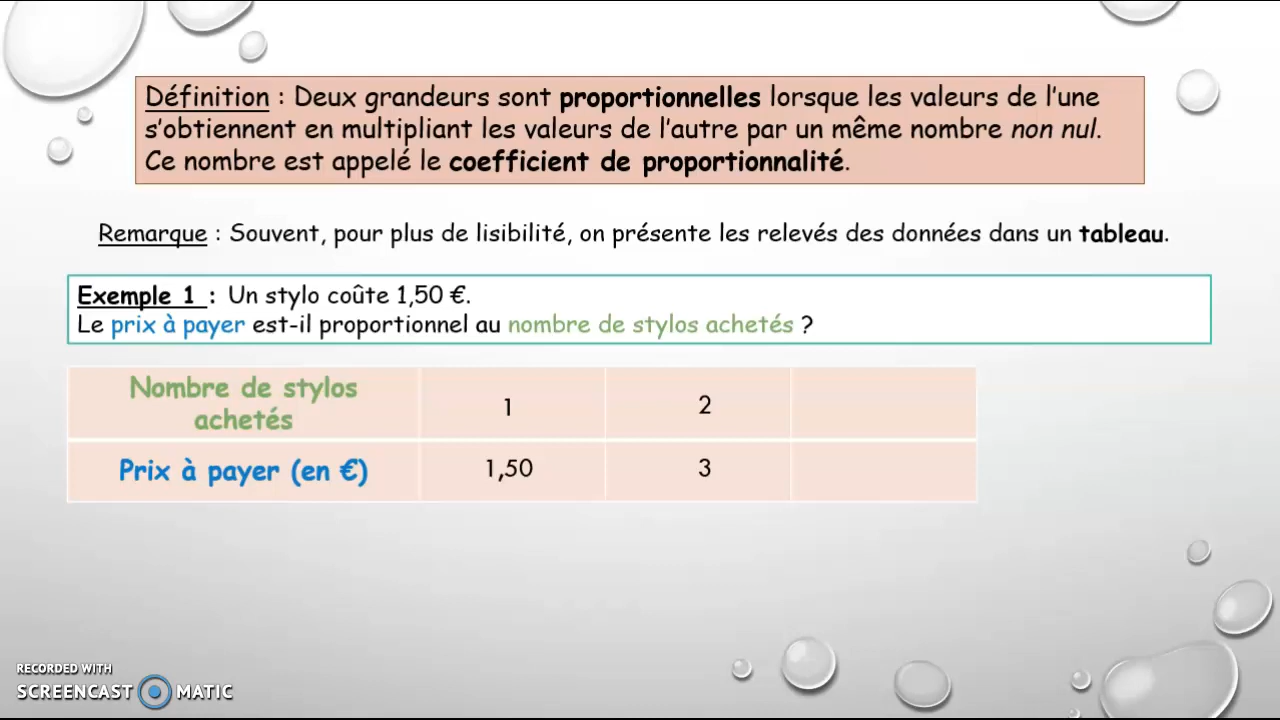 Définition : Deux grandeurs sont proportionnelles lorsque les valeurs de l'une
s'obtiennent en multipliant les valeurs de l'autre par un même nombre non nul.
Ce nombre est appelé le coefficient de proportionnalité.
Remarque : Souvent, pour plus de lisibilité, on présente les relevés des données dans un tableau.
Exemple 1 : Un stylo coûte 1,50 €.
Le prix à payer est-il proportionnel au nombre de stylos achetés ?
Nombre de stylos
achetés
1
2
Prix à payer (en €)
1,50
3
RECORDED WITH
SCREENCAST MATIC